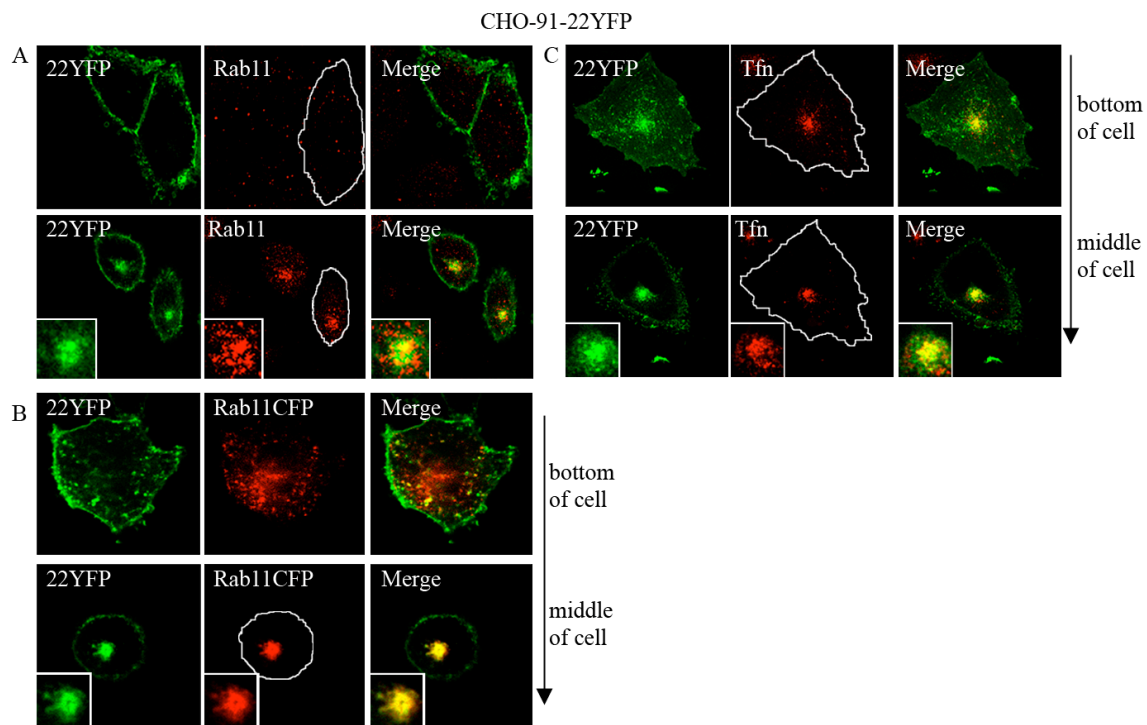 CHO-91-22YFP
A
22YFP Rab11 Merge
22YFP Rab11 Merge
B
22YFP Rab11CFP Merge
bottom
of cell
22YFP Rab11CFP Merge
middle
of cell
C
22YFP Tfn Merge
bottom
of cell
22YFP Tfn Merge
middle
of cell